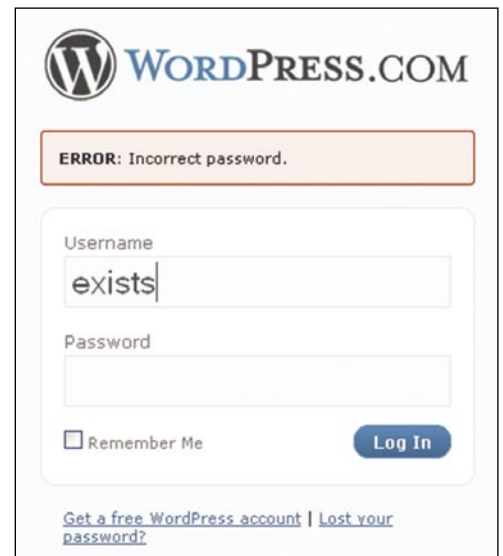 WORDPRESS.COM
ERROR: Incorrect password.
Username
exists
Password
Remember Me
Log In
Get a free WordPress account | Lost your
password?